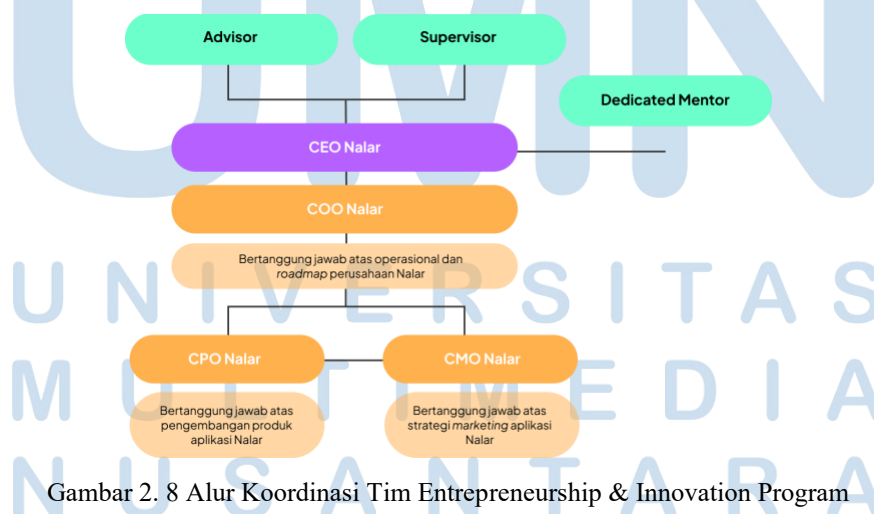 UMN
Advisor
Supervisor
Dedicated Mentor
CEO Nalar
COO Nalar
Bertanggung jawab atas operasional dan
roadmap perusahaan Nalar
UNIVERSITAS
CPO Nalar
CMO Nalar
MULTIMEDIA
Bertanggung jawab atas
pengembangan produk
aplikasi Nalar
Bertanggung jawab atas
strategi marketing aplikasi
Nalar
NUSANTARA
Gambar 2. 8 Alur Koordinasi Tim Entrepreneurship & Innovation Program